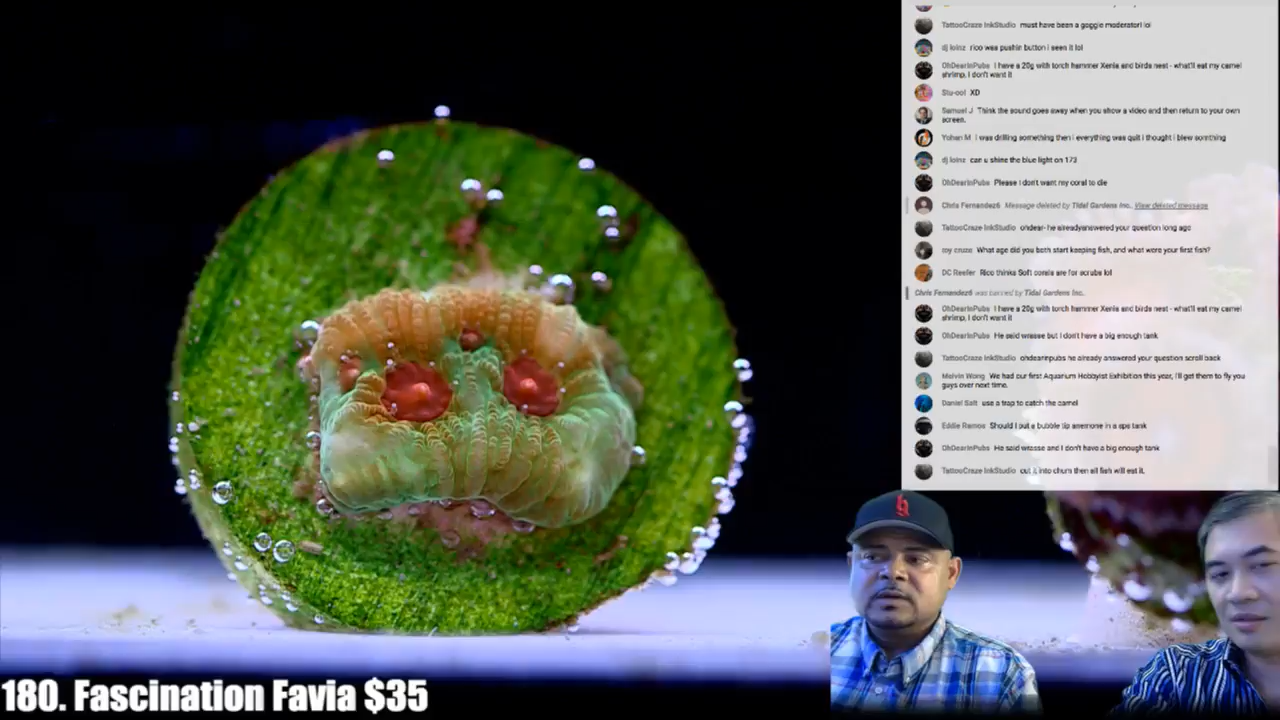 TattooCraze InkStudio must have been a goggle moderator! lol
dj loinz rico was pushin button i seen it lol
OhDearInPubs I have a 20g with torch hammer Xenia and birds nest - what'll eat my camel
shrimp, I don't want it
Stu-ool XD
Samuel J Think the sound goes away when you show a video and then return to your own
screen.
Yohan M i was drilling something then i everything was quit i thought i blew somthing
dj loinz can u shine the blue light on 173
OhDearInPubs Please I don't want my coral to die
Chris Fernandez6 Message deleted by Tidal Gardens Inc. View deleted message
TattooCraze InkStudio ohdear- he alreadyanswered your question long ago
roy cruze What age did you both start keeping fish, and what were your first fish?
DC Reefer Rico thinks Soft corals are for scrubs lol
Chris Fernandez6 was banned by Tidal Gardens Inc.
OhDearInPubs I have a 20g with torch hammer Xenia and birds nest - what'll eat my camel
shrimp, I don't want it
OhDearInPubs He said wrasse but I don't have a big enough tank
TattooCraze InkStudio ohdearinpubs he already answered your question scroll back
Melvin Wong We had our first Aquarium Hobbyist Exhibition this year, I'll get them to fly you
guys over next time.
Daniel Salt use a trap to catch the camel
Eddie Ramos Should I put a bubble tip anemone in a sps tank
OhDearInPubs He said wrasse and I don't have a big enough tank
TattooCraze InkStudio cut it into chum then all fish will eat it.
180. Fascination Favia $35